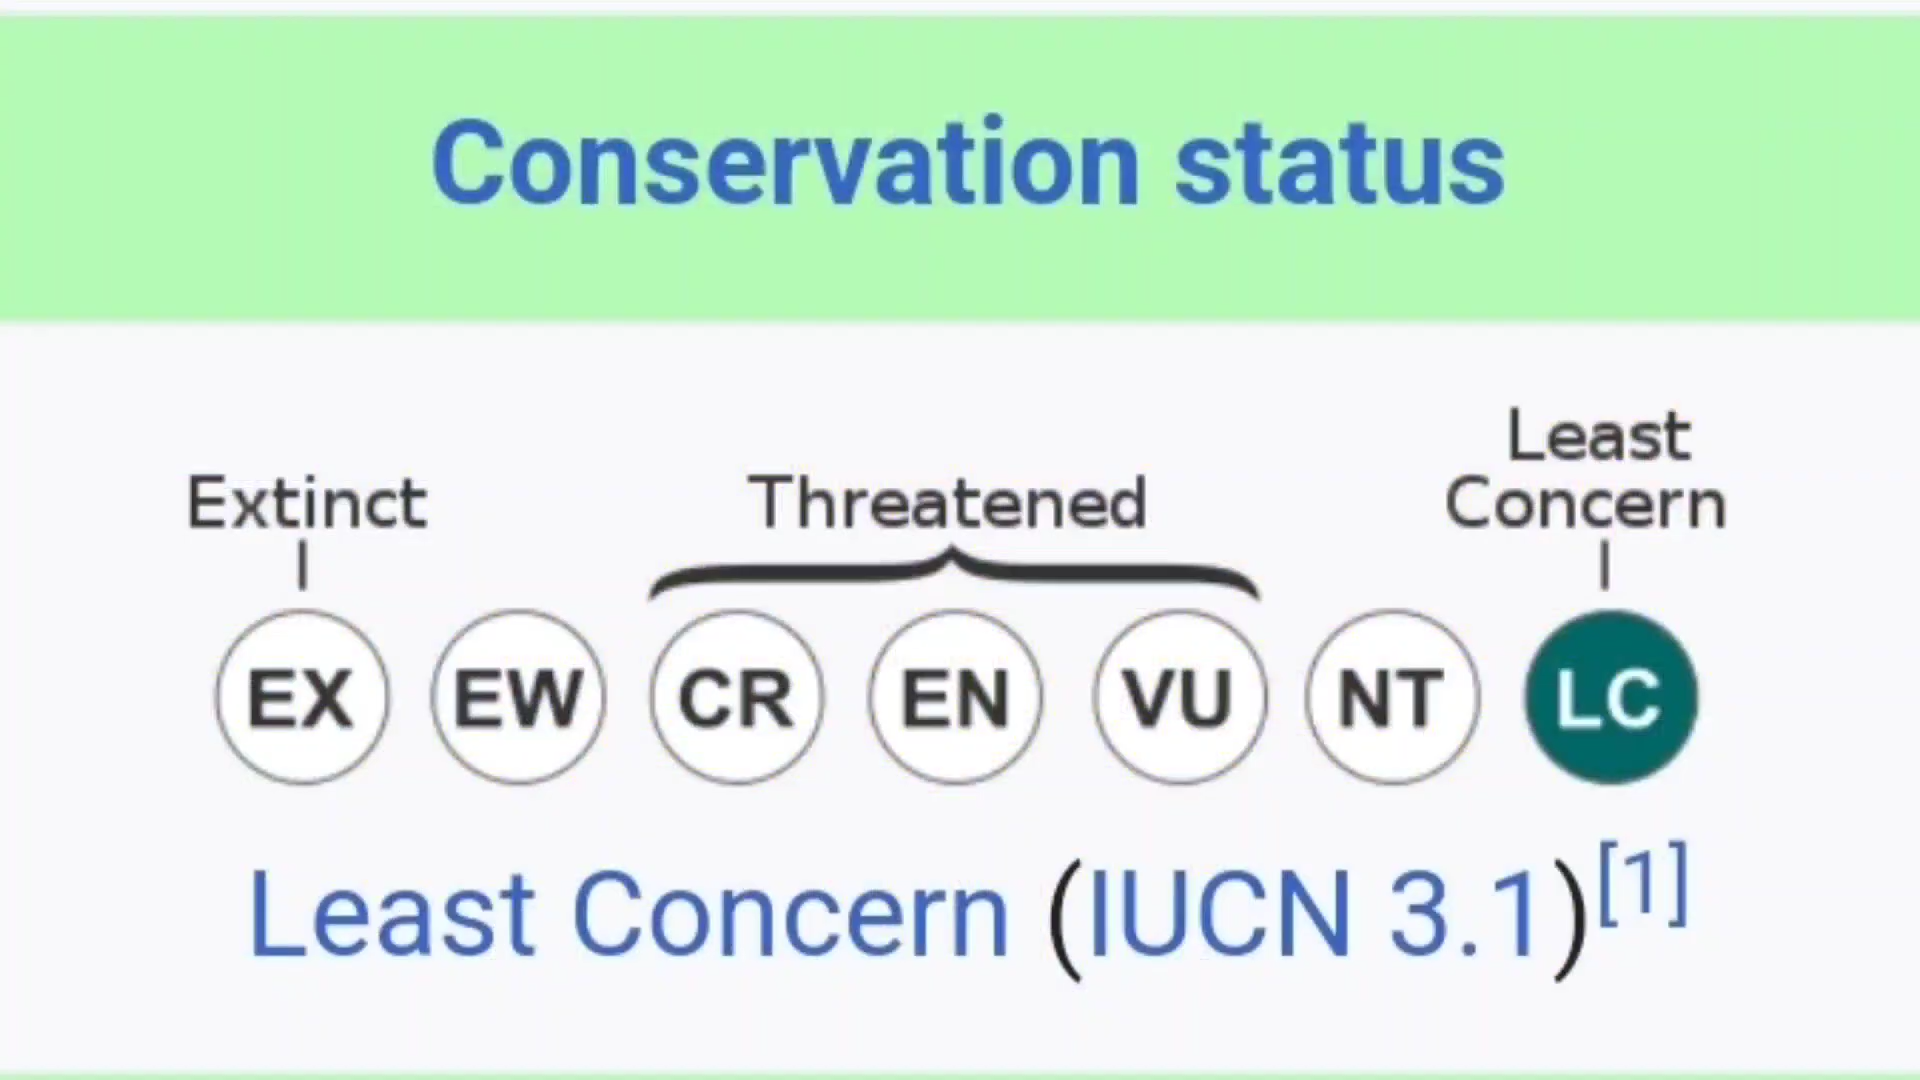 Conservation status
Least
Extinct Threatened Concern
EX EW CR EN VU NT LC
Least Concern (IUCN 3.1)[1]